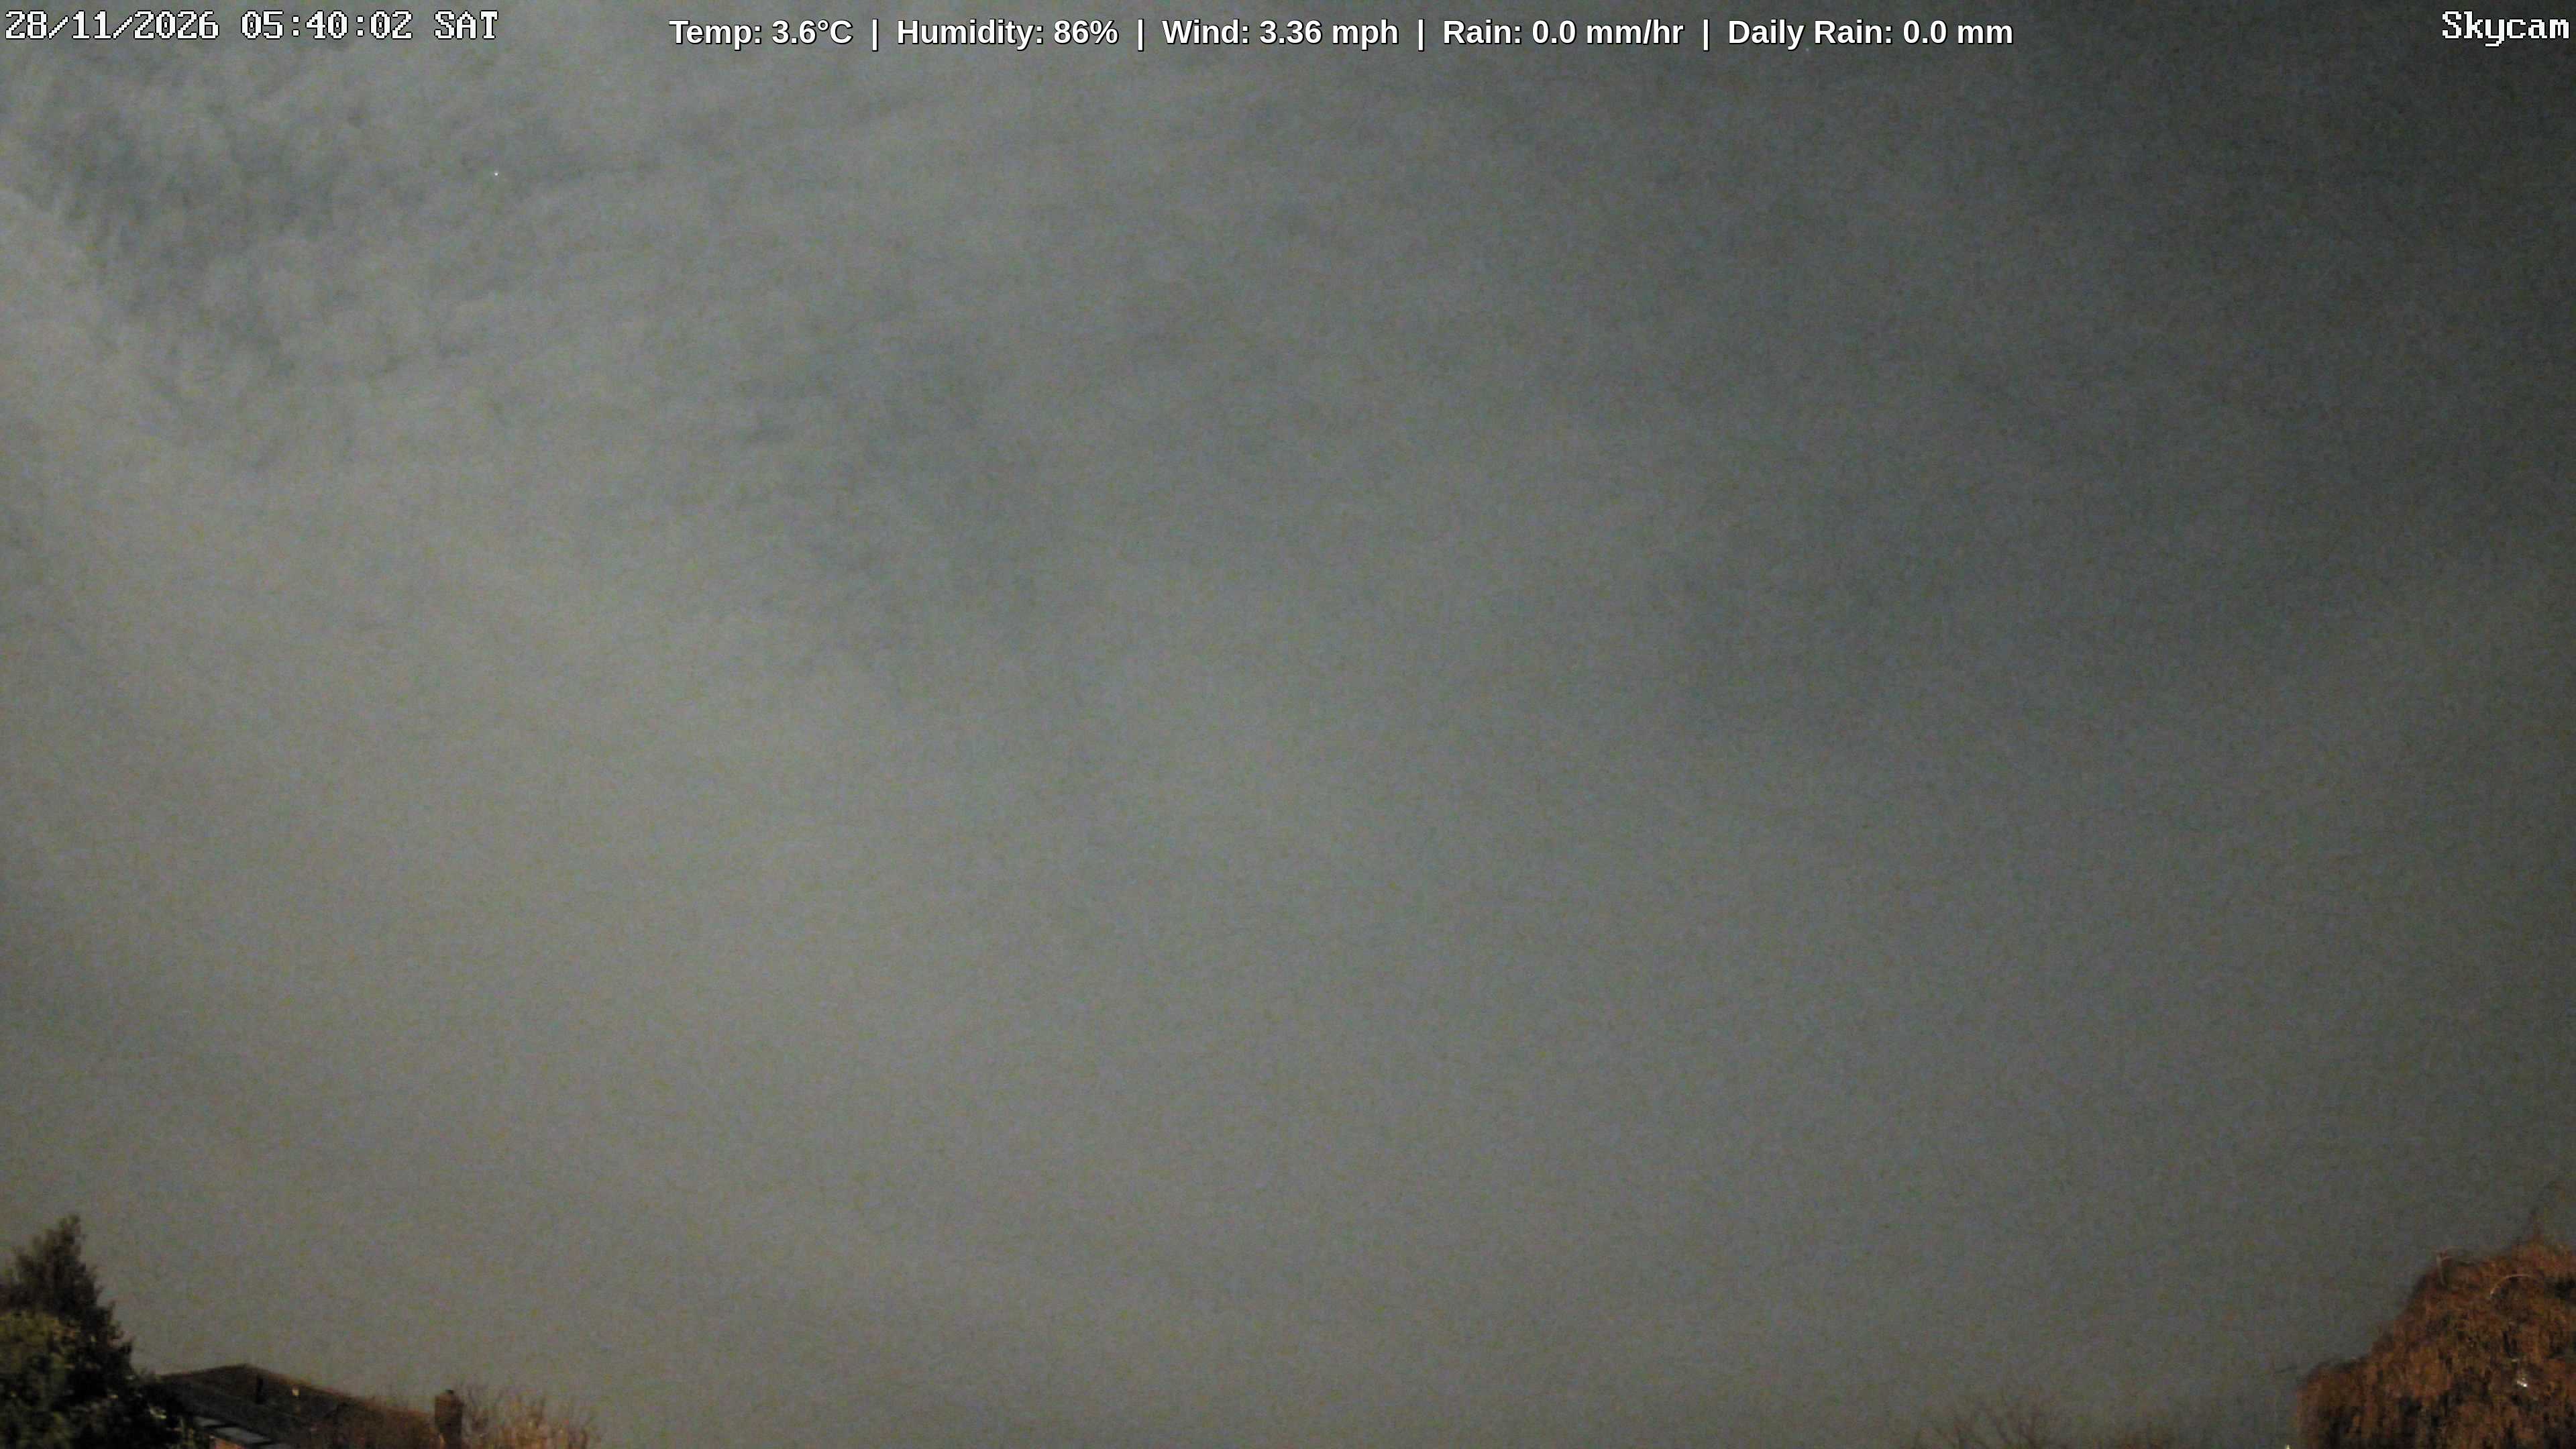 28/11/2026 05:40:02 SAT
Temp: 3.6°C | Humidity: 86% | Wind: 3.36 mph | Rain: 0.0 mm/hr | Daily Rain: 0.0 mm
Skycam